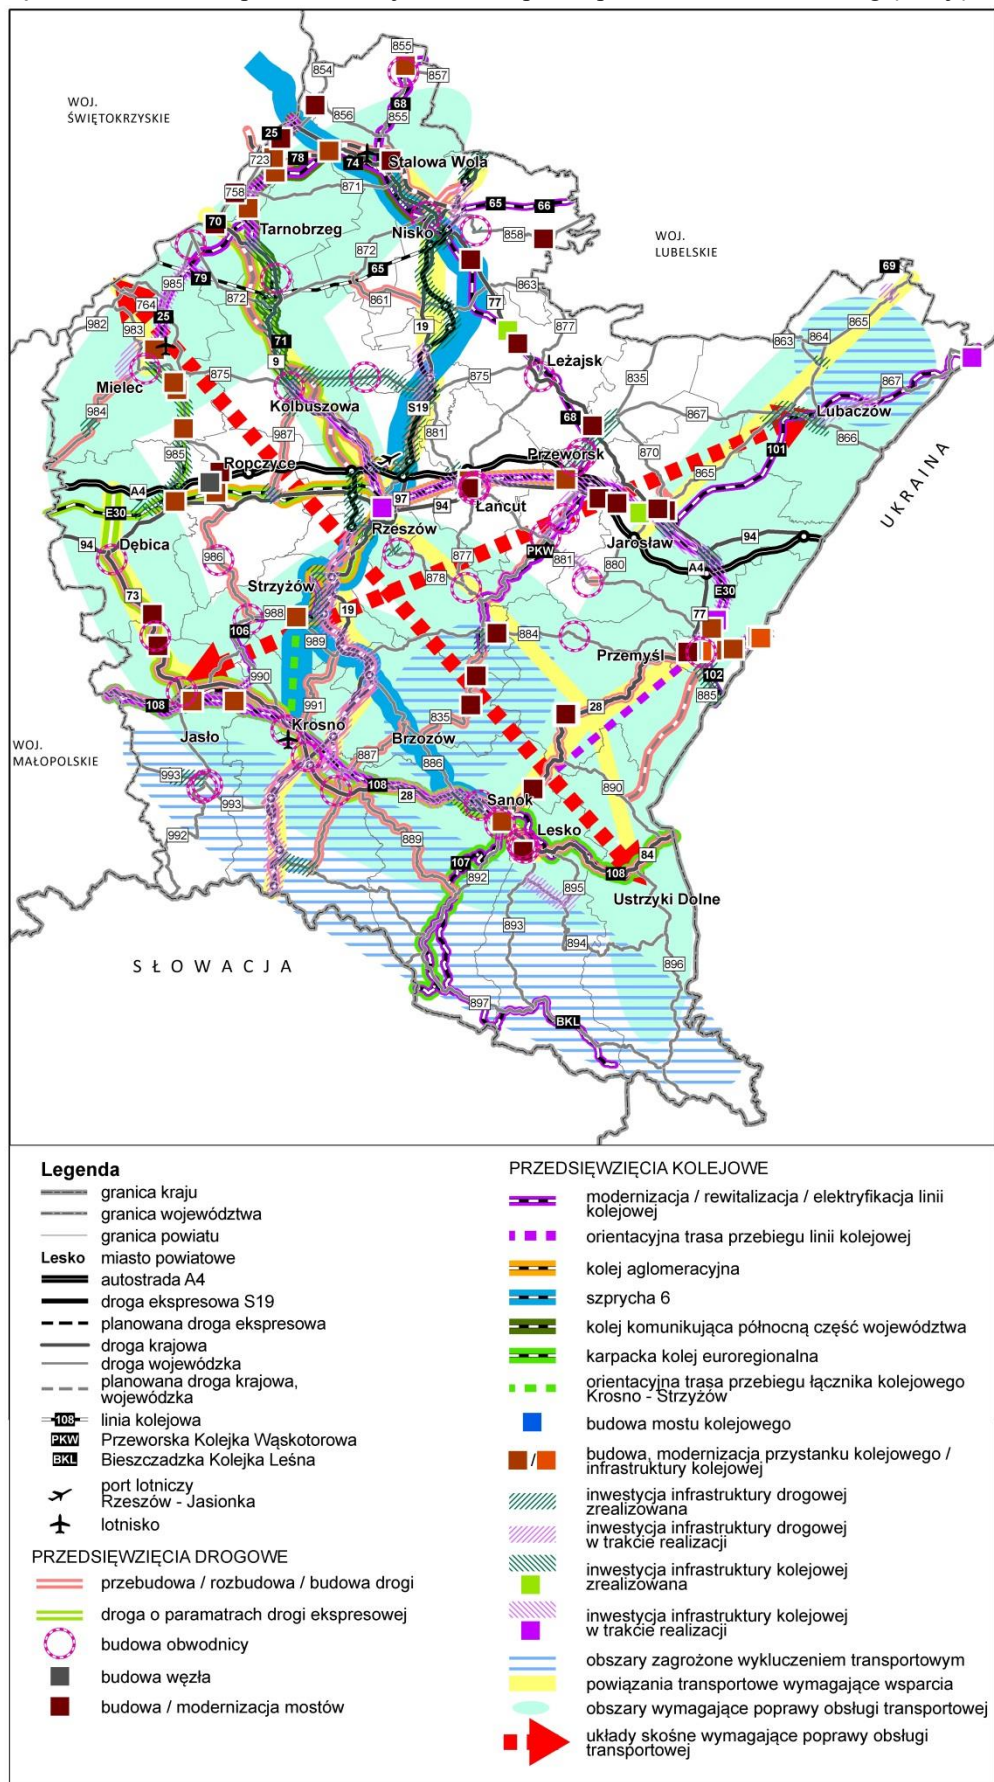 WOJ.
ŚWIĘTOKRZYSKIE
855
854
857
68
856
855
25
723
78
74
Stalowa Wola
871
758
65
66
70
Tarnobrzeg
Nisko
858
WOJ.
LUBELSKIE
872
65
69
79
985
872
861
863
764
77
982
25
983
19
865
864
877
863
71
9
Leżajsk
867
875
875
835
Mielec
Kolbuszowa
S19
68
867
Lubaczów
984
987
881
866
101
985
Ropczyce
Przeworsk
870
865
A4
97
94
Łańcut
E30
Rzeszów
Jarosław
UKRAINA
94
94
Dębica
PKW
877
881
986
878
880
A4
Strzyżów
E30
73
19
988
77
106
989
884
Przemyśl
990
102
885
108
991
28
Krosno
835
WOJ.
MAŁOPOLSKIE
Jasło
Brzozów
887
886
993
890
108
28
993
Sanok
992
889
Lesko
84
107
892
108
895
Ustrzyki Dolne
893
894
SŁOWACJA
896
897
BKL
Legenda
granica kraju
granica województwa
granica powiatu
Lesko miasto powiatowe
autostrada A4
droga ekspresowa S19
planowana droga ekspresowa
droga krajowa
droga wojewódzka
planowana droga krajowa,
wojewódzka
108 linia kolejowa
PKW Przeworska Kolejka Wąskotorowa
BKL Bieszczadzka Kolejka Leśna
port lotniczy
Rzeszów - Jasionka
lotnisko
PRZEDSIĘWZIĘCIA DROGOWE
przebudowa / rozbudowa / budowa drogi
droga o paramatrach drogi ekspresowej
budowa obwodnicy
budowa węzła
budowa / modernizacja mostów
PRZEDSIĘWZIĘCIA KOLEJOWE
modernizacja / rewitalizacja / elektryfikacja linii
kolejowej
orientacyjna trasa przebiegu linii kolejowej
kolej aglomeracyjna
szprycha 6
kolej komunikująca północną część województwa
karpacka kolej euroregionalna
orientacyjna trasa przebiegu łącznika kolejowego
Krosno - Strzyżów
budowa mostu kolejowego
/ budowa, modernizacja przystanku kolejowego /
infrastruktury kolejowej
inwestycja infrastruktury drogowej
zrealizowana
inwestycja infrastruktury drogowej
w trakcie realizacji
inwestycja infrastruktury kolejowej
zrealizowana
inwestycja infrastruktury kolejowej
w trakcie realizacji
obszary zagrożone wykluczeniem transportowym
powiązania transportowe wymagające wsparcia
obszary wymagające poprawy obsługi transportowej
układy skośne wymagające poprawy obsługi
transportowej